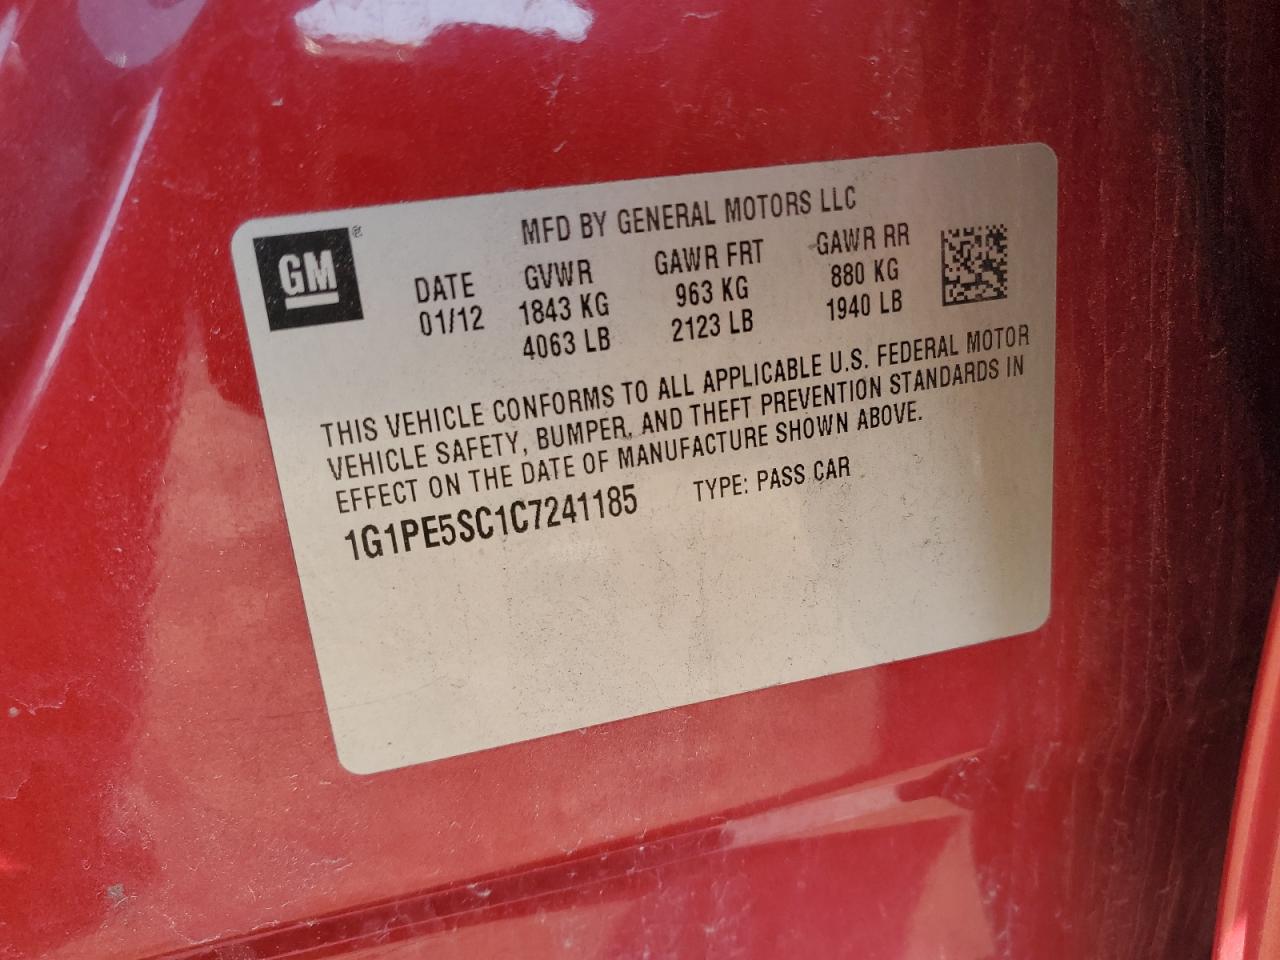 GM®
MFD BY GENERAL MOTORS LLC
DATE GVWR GAWR FRT GAWR RR
01/12 1843 KG 963 KG 880 KG
4063 LB 2123 LB 1940 LB
THIS VEHICLE CONFORMS TO ALL APPLICABLE U.S. FEDERAL MOTOR
VEHICLE SAFETY, BUMPER, AND THEFT PREVENTION STANDARDS IN
EFFECT ON THE DATE OF MANUFACTURE SHOWN ABOVE.
1G1PE5SC1C7241185 TYPE: PASS CAR